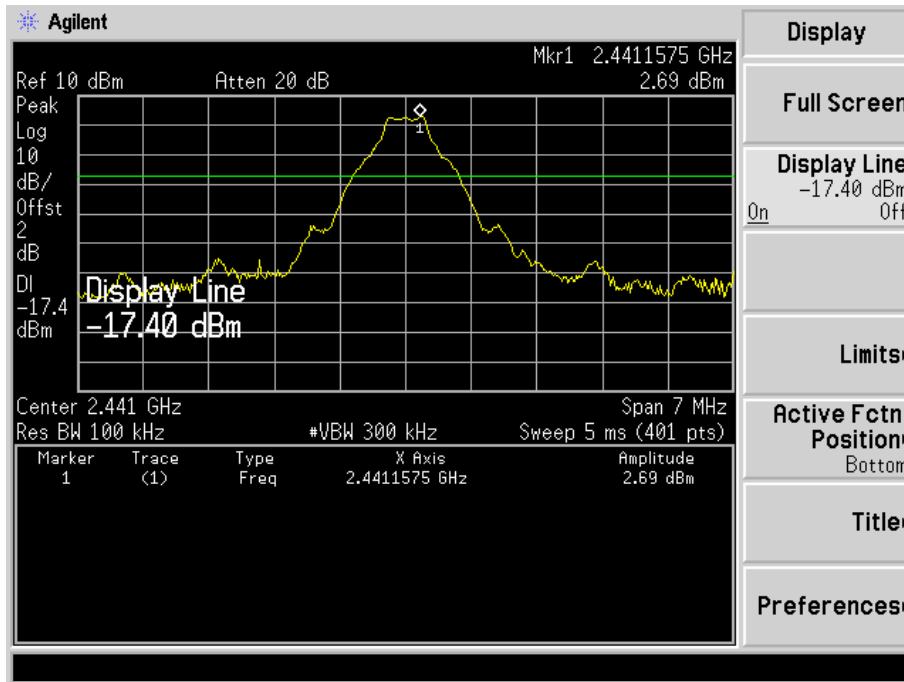 Agilent
Display
Mkr1 2.4411575 GHz
Ref 10 dBm Atten 20 dB 2.69 dBm
Peak
Log
10
dB/
Offst
2
dB
DI
-17.4
dBm
1
Display Line
-17.40 dBm
Center 2.441 GHz Span 7 MHz
Res BW 100 kHz #VBW 300 kHz Sweep 5 ms (401 pts)
Marker Trace Type X Axis Amplitude
1 (1) Freq 2.4411575 GHz 2.69 dBm
Full Screen
Display Line
-17.40 dBm
On Off
Limits
Active Fctn
Position
Bottom
Title
Preferences